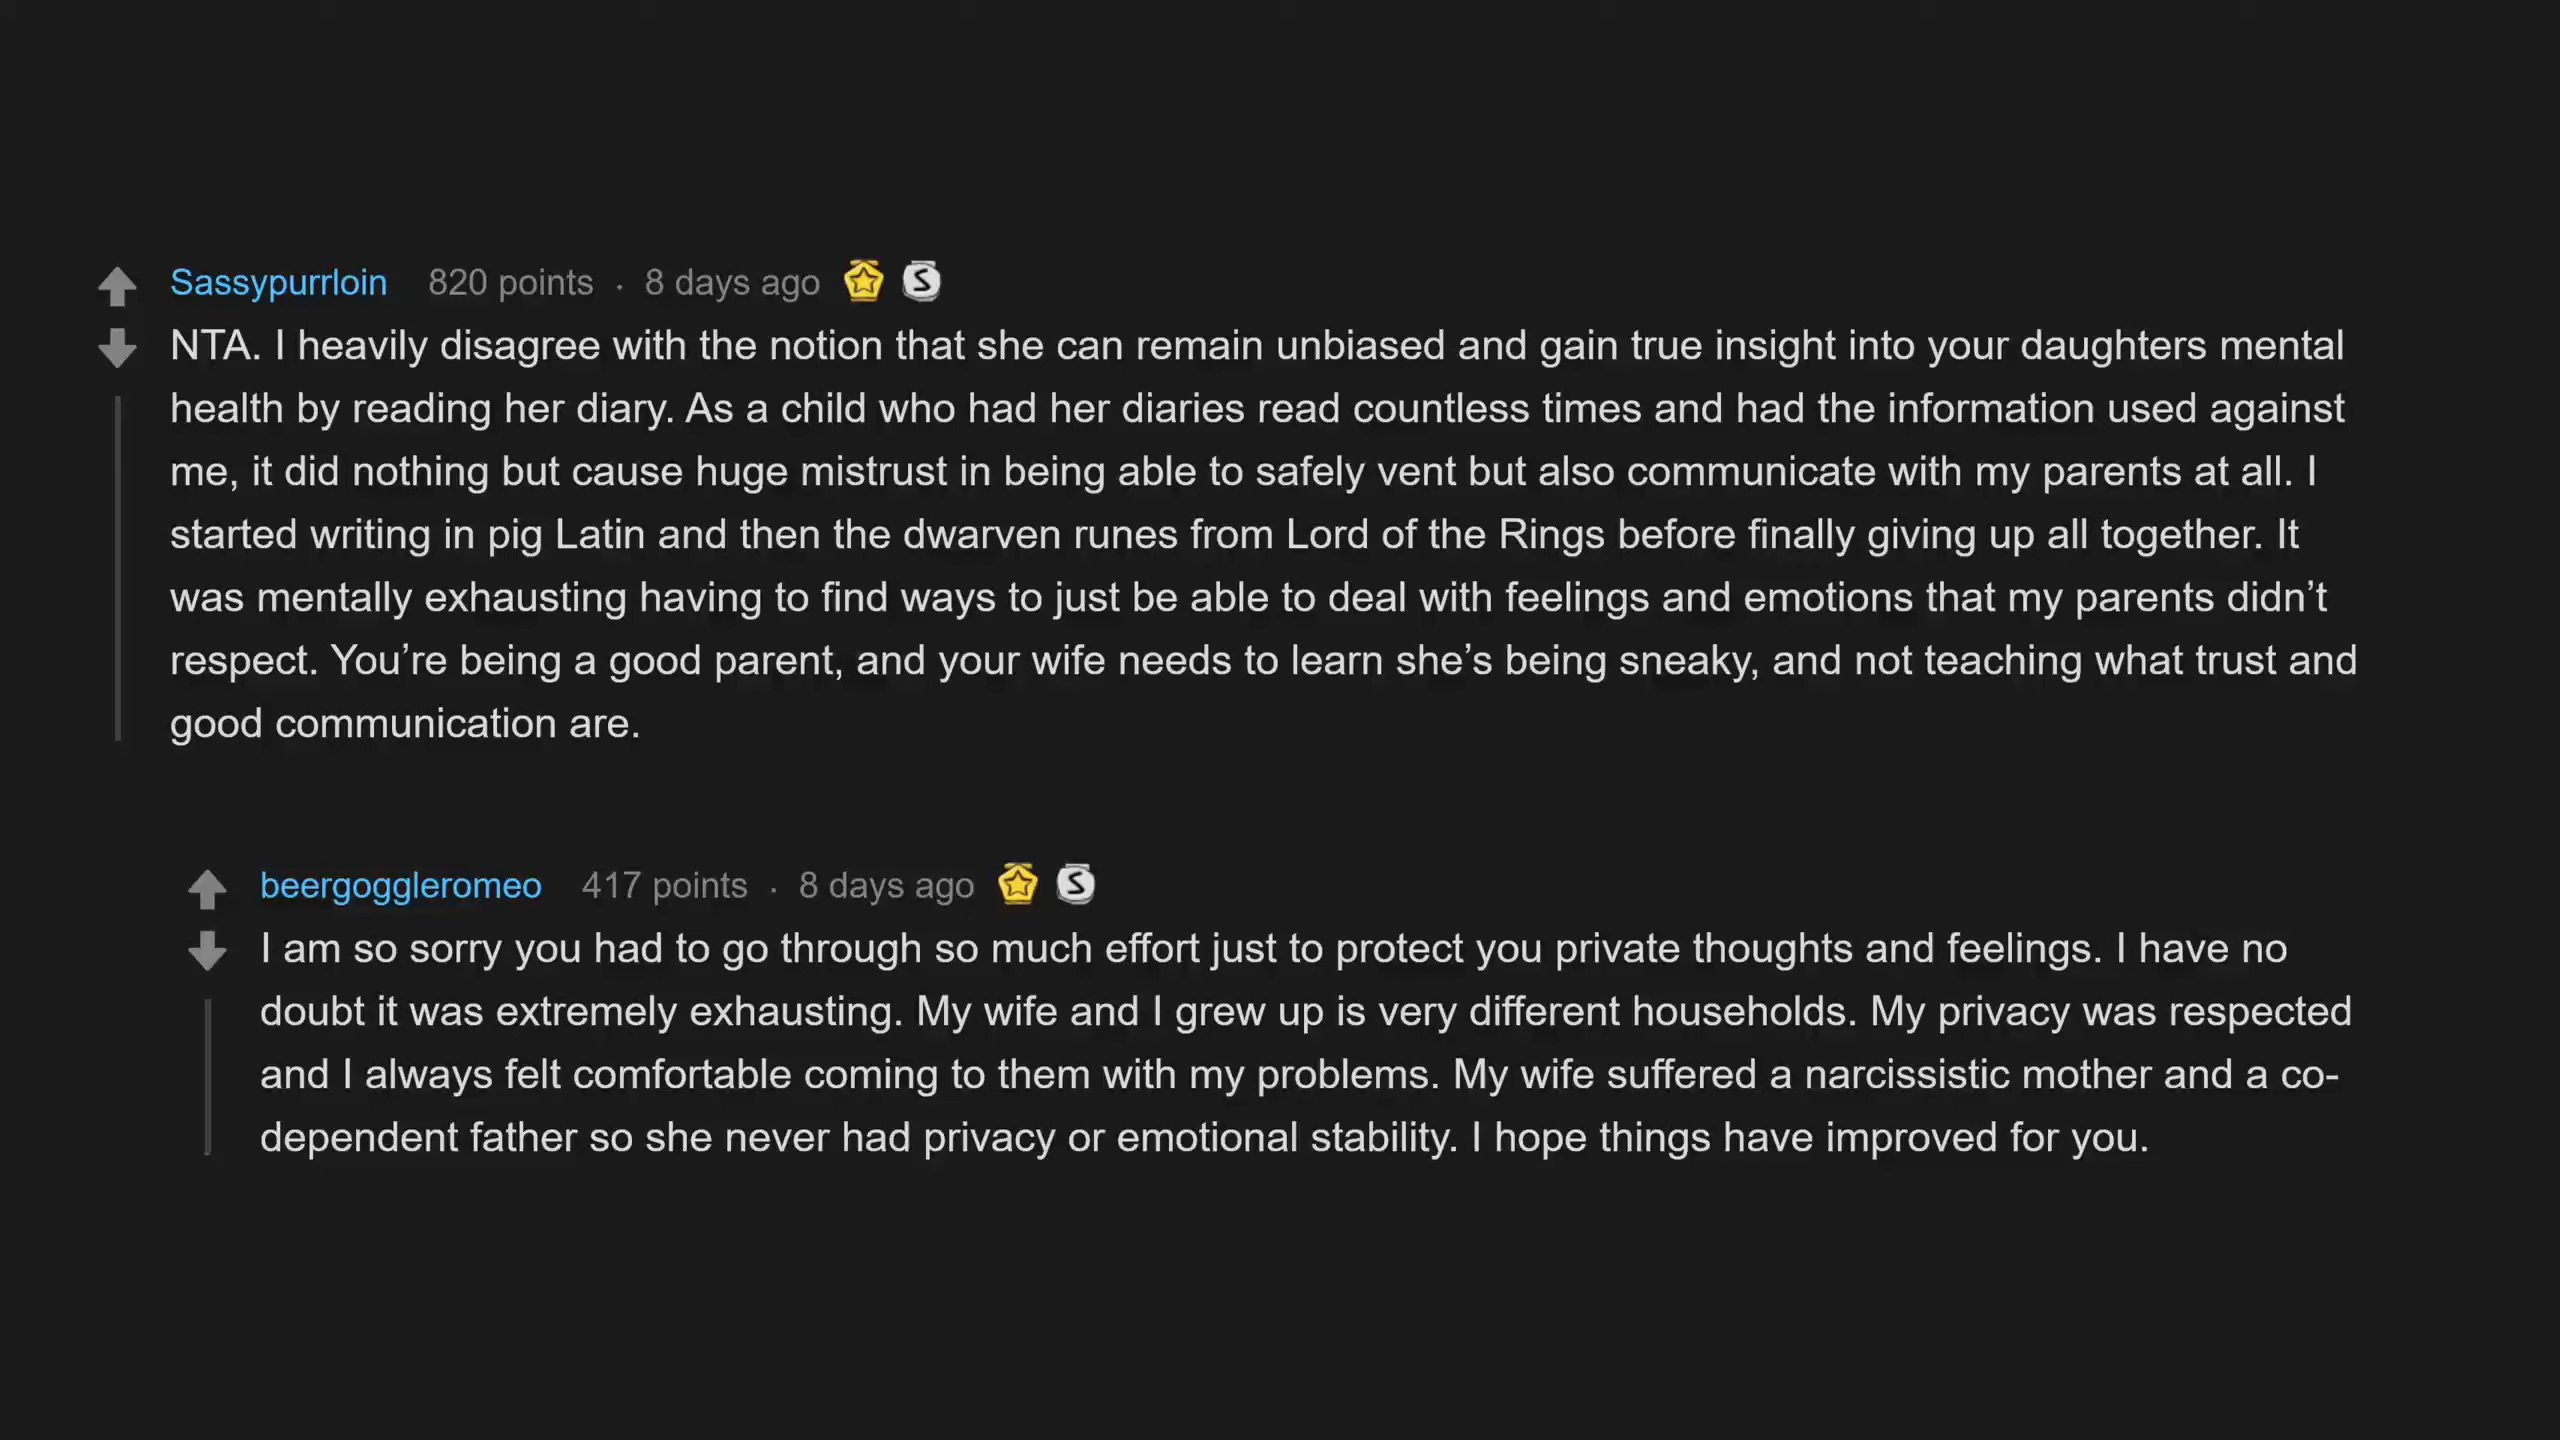 Sassypurrloin 820 points · 8 days ago S
NTA. I heavily disagree with the notion that she can remain unbiased and gain true insight into your daughters mental
health by reading her diary. As a child who had her diaries read countless times and had the information used against
me, it did nothing but cause huge mistrust in being able to safely vent but also communicate with my parents at all. I
started writing in pig Latin and then the dwarven runes from Lord of the Rings before finally giving up all together. It
was mentally exhausting having to find ways to just be able to deal with feelings and emotions that my parents didn’t
respect. You’re being a good parent, and your wife needs to learn she’s being sneaky, and not teaching what trust and
good communication are.
beergoggleromeo 417 points · 8 days ago S
I am so sorry you had to go through so much effort just to protect you private thoughts and feelings. I have no
doubt it was extremely exhausting. My wife and I grew up is very different households. My privacy was respected
and I always felt comfortable coming to them with my problems. My wife suffered a narcissistic mother and a co-
dependent father so she never had privacy or emotional stability. I hope things have improved for you.